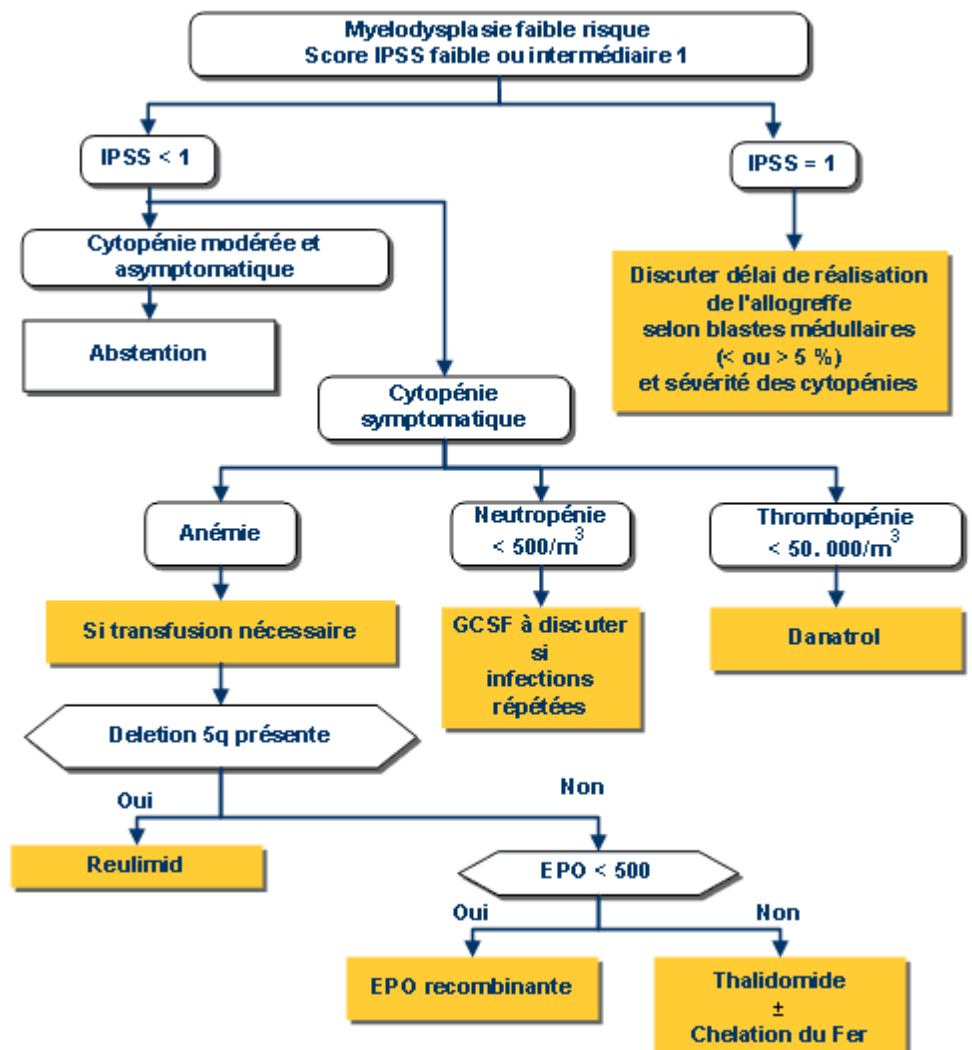 Myelodysplasie faible risque
Score IPSS faible ou intermédiaire 1
IPSS < 1
IPSS = 1
Cytopénie modérée et
asymptomatique
Discuter délai de réalisation
de l'allogreffe
selon blastes médullaires
(< ou > 5 %)
et sévérité des cytopénies
Abstention
Cytopénie
symptomatique
Anémie
Neutropénie
< 500/m³
Thrombopénie
< 50. 000/m³
Si transfusion nécessaire
GCSF à discuter
si
infections
répétées
Danatrol
Deletion 5q présente
Oui
Non
Reulimid
EPO < 500
Oui
Non
EPO recombinante
Thalidomide
±
Chelation du Fer